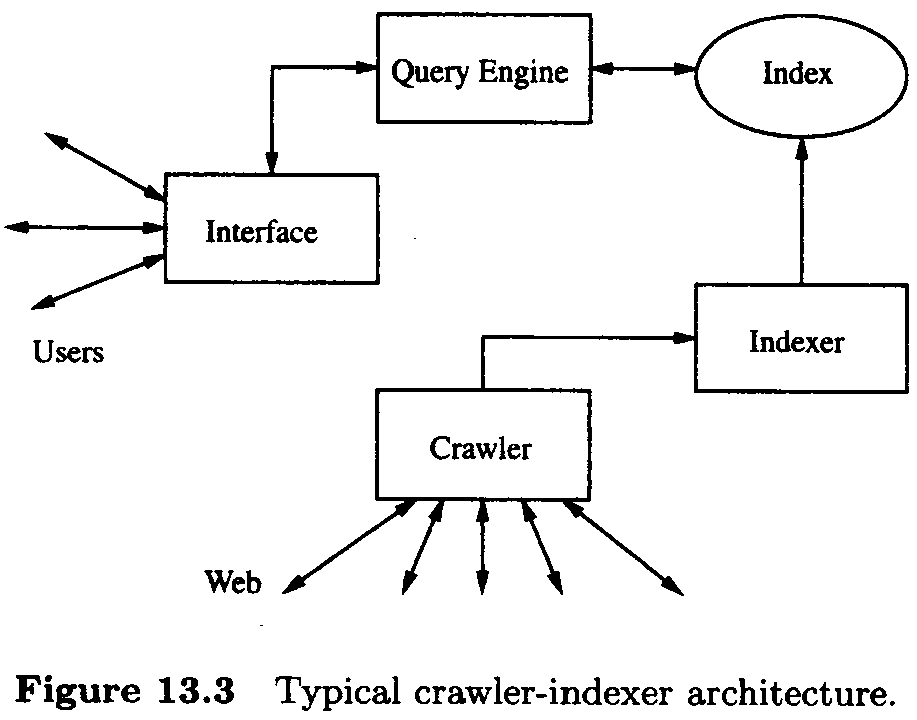 Query Engine
Index
Interface
Users
Indexer
Crawler
Web
Figure 13.3 Typical crawler-indexer architecture.